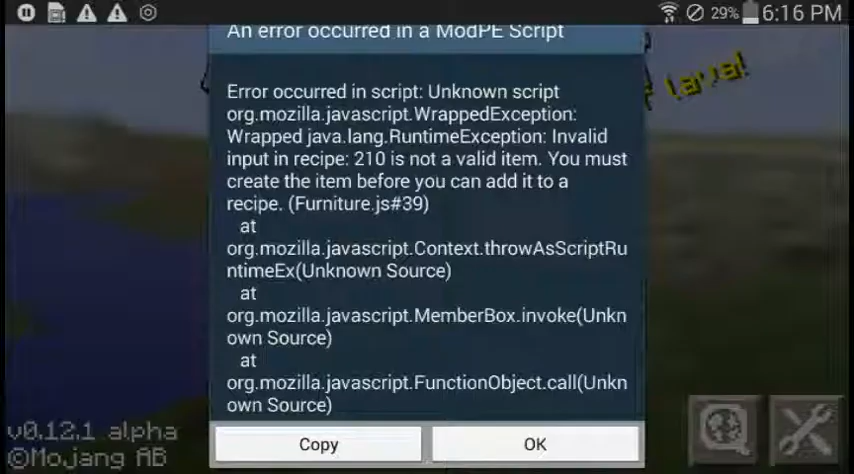 29% 6:16 PM
An error occurred in a ModPE Script
lava!
Error occurred in script: Unknown script
org.mozilla.javascript.WrappedException:
Wrapped java.lang.RuntimeException: Invalid
input in recipe: 210 is not a valid item. You must
create the item before you can add it to a
recipe. (Furniture.js#39)
at
org.mozilla.javascript.Context.throwAsScriptRu
ntimeEx(Unknown Source)
at
org.mozilla.javascript.MemberBox.invoke(Unkn
own Source)
at
org.mozilla.javascript.FunctionObject.call(Unkn
own Source)
Copy OK
v0.12.1 alpha
©Mojang AB